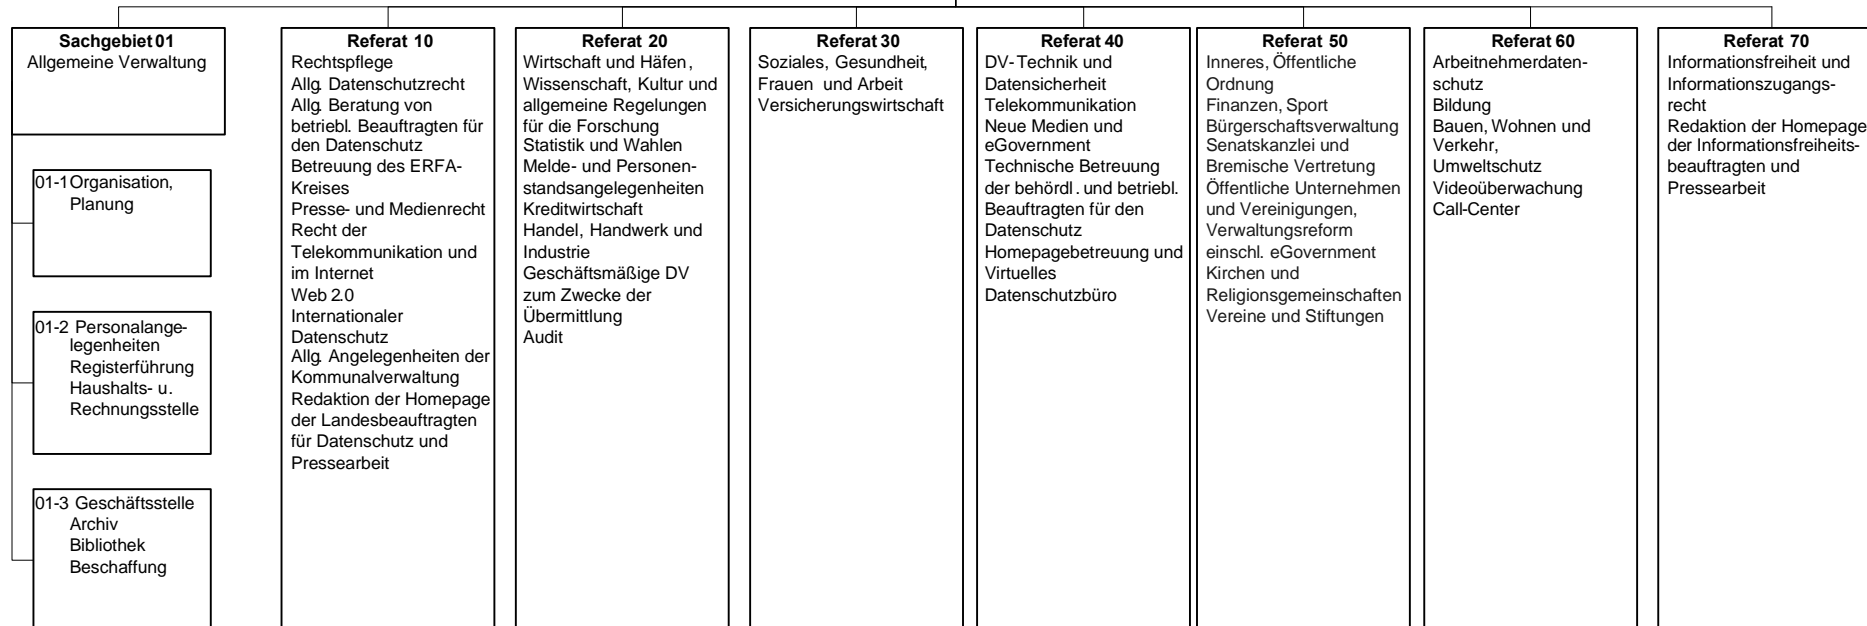 Sachgebiet 01
Allgemeine Verwaltung
01-1 Organisation,
Planung
01-2 Personalange-
legenheiten
Registerführung
Haushalts- u.
Rechnungsstelle
01-3 Geschäftsstelle
Archiv
Bibliothek
Beschaffung
Referat 10
Rechtspflege
Allg. Datenschutzrecht
Allg. Beratung von
betriebl. Beauftragten für
den Datenschutz
Betreuung des ERFA-
Kreises
Presse- und Medienrecht
Recht der
Telekommunikation und
im Internet
Web 2.0
Internationaler
Datenschutz
Allg. Angelegenheiten der
Kommunalverwaltung
Redaktion der Homepage
der Landesbeauftragten
für Datenschutz und
Pressearbeit
Referat 20
Wirtschaft und Häfen,
Wissenschaft, Kultur und
allgemeine Regelungen
für die Forschung
Statistik und Wahlen
Melde- und Personen-
standsangelegenheiten
Kreditwirtschaft
Handel, Handwerk und
Industrie
Geschäftsmäßige DV
zum Zwecke der
Übermittlung
Audit
Referat 30
Soziales, Gesundheit,
Frauen und Arbeit
Versicherungswirtschaft
Referat 40
DV-Technik und
Datensicherheit
Telekommunikation
Neue Medien und
eGovernment
Technische Betreuung
der behördl. und betriebl.
Beauftragten für den
Datenschutz
Homepagebetreuung und
Virtuelles
Datenschutzbüro
Referat 50
Inneres, Öffentliche
Ordnung
Finanzen, Sport
Bürgerschaftsverwaltung
Senatskanzlei und
Bremische Vertretung
Öffentliche Unternehmen
und Vereinigungen,
Verwaltungsreform
einschl. eGovernment
Kirchen und
Religionsgemeinschaften
Vereine und Stiftungen
Referat 60
Arbeitnehmerdaten-
schutz
Bildung
Bauen, Wohnen und
Verkehr,
Umweltschutz
Videoüberwachung
Call-Center
Referat 70
Informationsfreiheit und
Informationszugangs-
recht
Redaktion der Homepage
der Informationsfreiheits-
beauftragten und
Pressearbeit